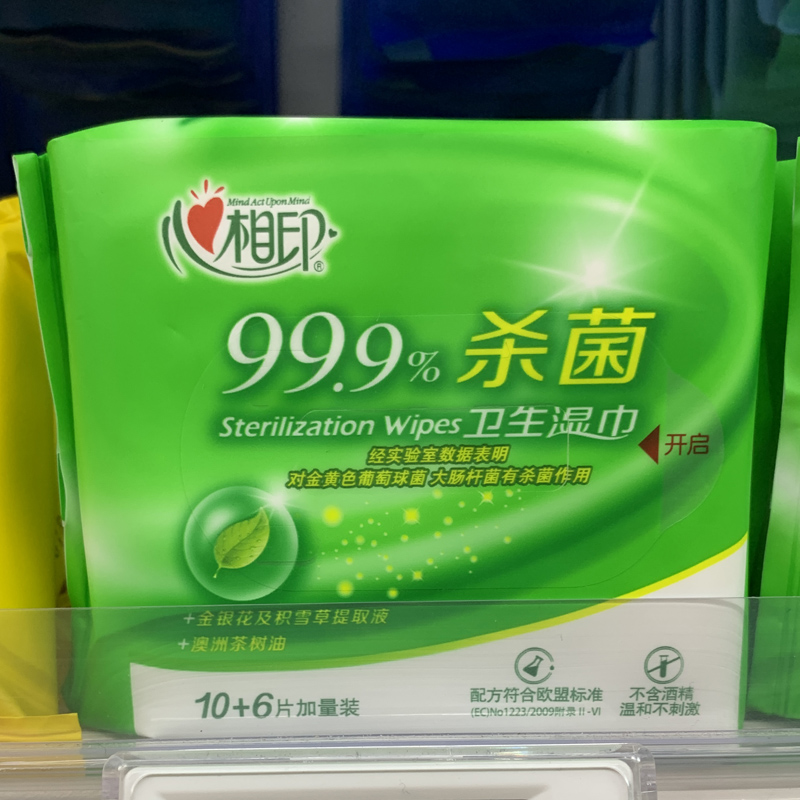 Mind Act Upon Mind
心相印®
99.9% 杀菌
Sterilization Wipes 卫生湿巾
开启
经实验室数据表明
对金黄色葡萄球菌 大肠杆菌有杀菌作用
+金银花及积雪草提取液
+澳洲茶树油
10+6片加量装
配方符合欧盟标准
(EC)No1223/2009附录II-VI
不含酒精
温和不刺激